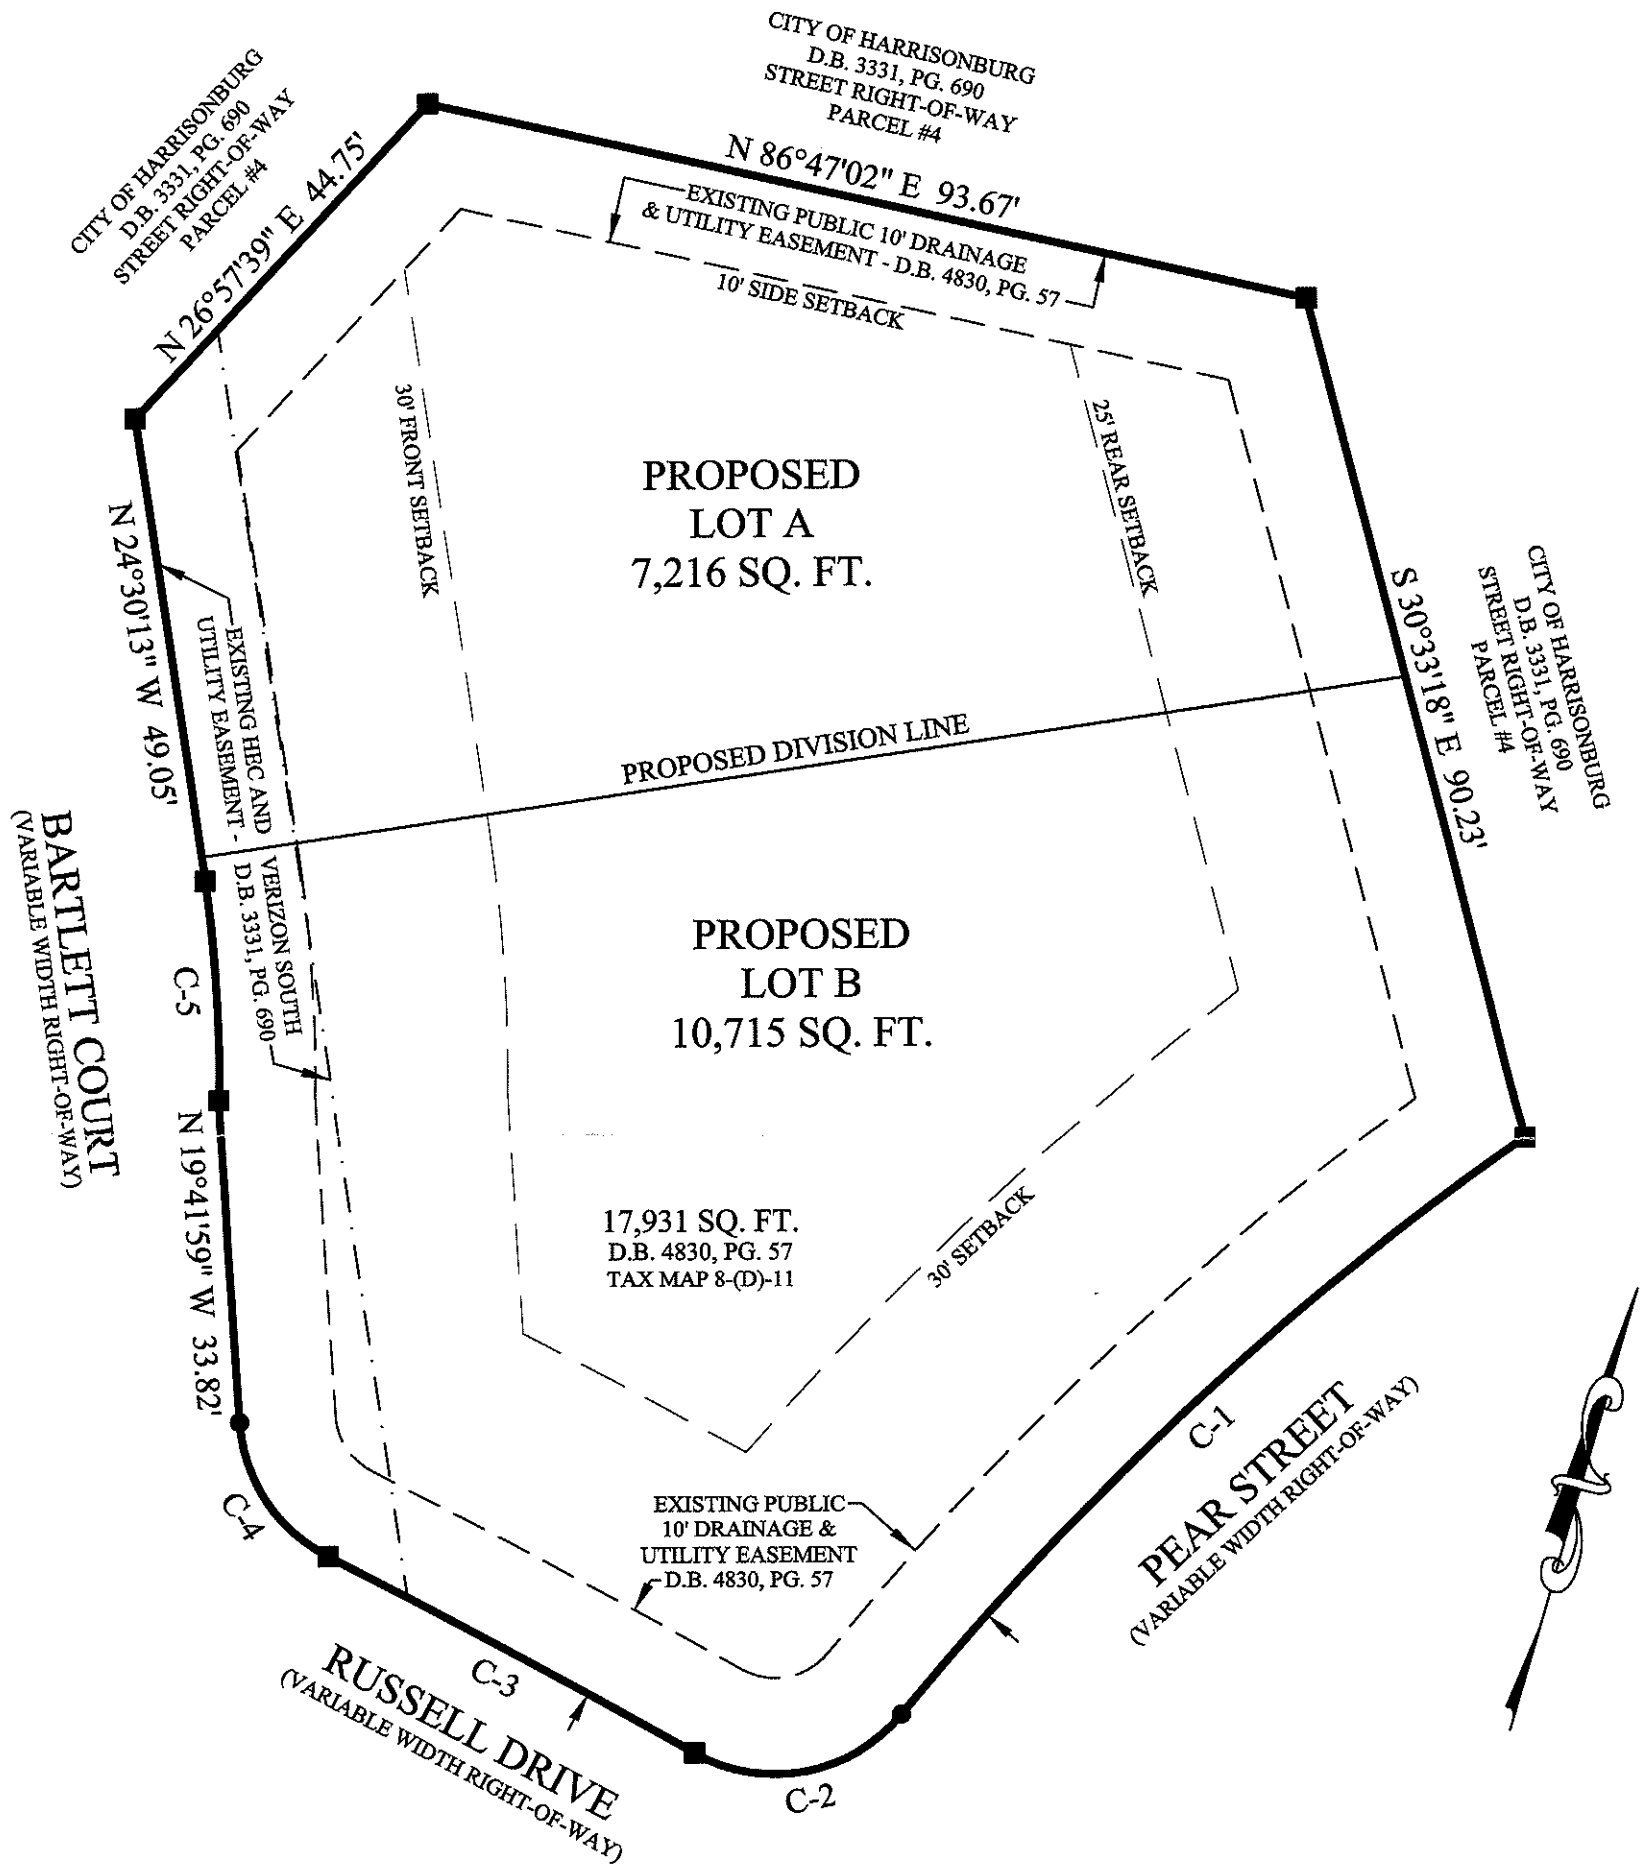 CITY OF HARRISONBURG
D.B. 3331, PG. 690
STREET RIGHT-OF-WAY
PARCEL #4
CITY OF HARRISONBURG
D.B. 3331, PG. 690
STREET RIGHT-OF-WAY
PARCEL #4
N 26°57'39" E 44.75'
N 86°47'02" E 93.67'
EXISTING PUBLIC 10' DRAINAGE
& UTILITY EASEMENT - D.B. 4830, PG. 57
10' SIDE SETBACK
30' FRONT SETBACK
25' REAR SETBACK
PROPOSED
LOT A
7,216 SQ. FT.
CITY OF HARRISONBURG
D.B. 3331, PG. 690
STREET RIGHT-OF-WAY
PARCEL #4
S 30°33'18" E 90.23'
N 24°30'13" W 49.05'
EXISTING HEC AND VERIZON SOUTH
UTILITY EASEMENT - D.B. 3331, PG. 690
PROPOSED DIVISION LINE
BARTLETT COURT
(VARIABLE WIDTH RIGHT-OF-WAY)
C-5
PROPOSED
LOT B
10,715 SQ. FT.
N 19°41'59" W 33.82'
17,931 SQ. FT.
D.B. 4830, PG. 57
TAX MAP 8-(D)-11
30' SETBACK
C-1
PEAR STREET
(VARIABLE WIDTH RIGHT-OF-WAY)
C-4
EXISTING PUBLIC
10' DRAINAGE &
UTILITY EASEMENT
D.B. 4830, PG. 57
C-3
RUSSELL DRIVE
(VARIABLE WIDTH RIGHT-OF-WAY)
C-2